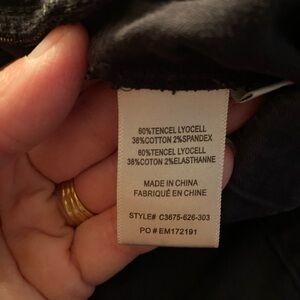 60%TENCEL LYOCELL
38%COTTON 2%SPANDEX
60%TENCEL LYOCELL
38%COTON 2%ELASTHANNE
MADE IN CHINA
FABRIQUÉ EN CHINE
STYLE# C3675-626-303
PO # EM172191